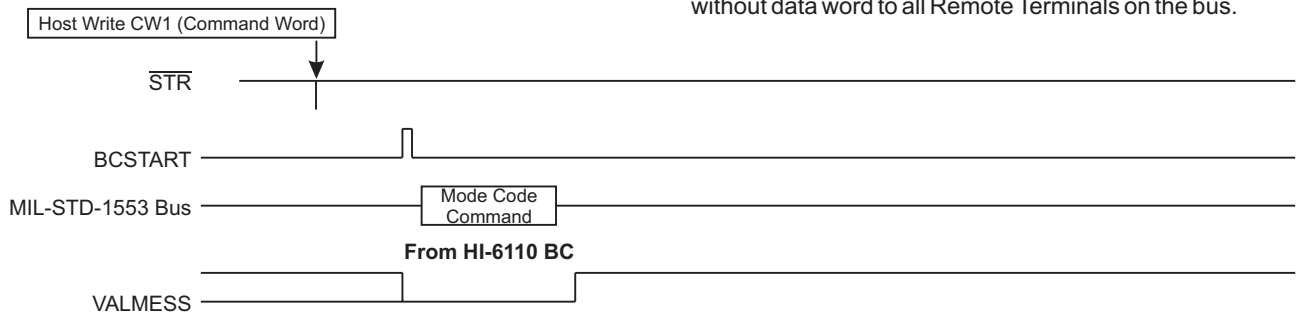 without data word to all Remote Terminals on the bus.
Host Write CW1 (Command Word)
STR
BCSTART
MIL-STD-1553 Bus
Mode Code
Command
From HI-6110 BC
VALMESS